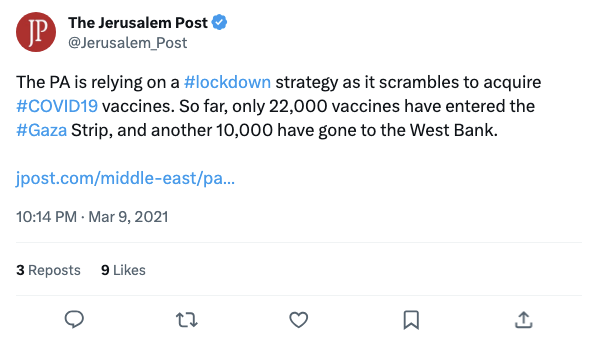 JP
The Jerusalem Post
@Jerusalem_Post
The PA is relying on a #lockdown strategy as it scrambles to acquire
#COVID19 vaccines. So far, only 22,000 vaccines have entered the
#Gaza Strip, and another 10,000 have gone to the West Bank.
jpost.com/middle-east/pa...
10:14 PM · Mar 9, 2021
3 Reposts 9 Likes